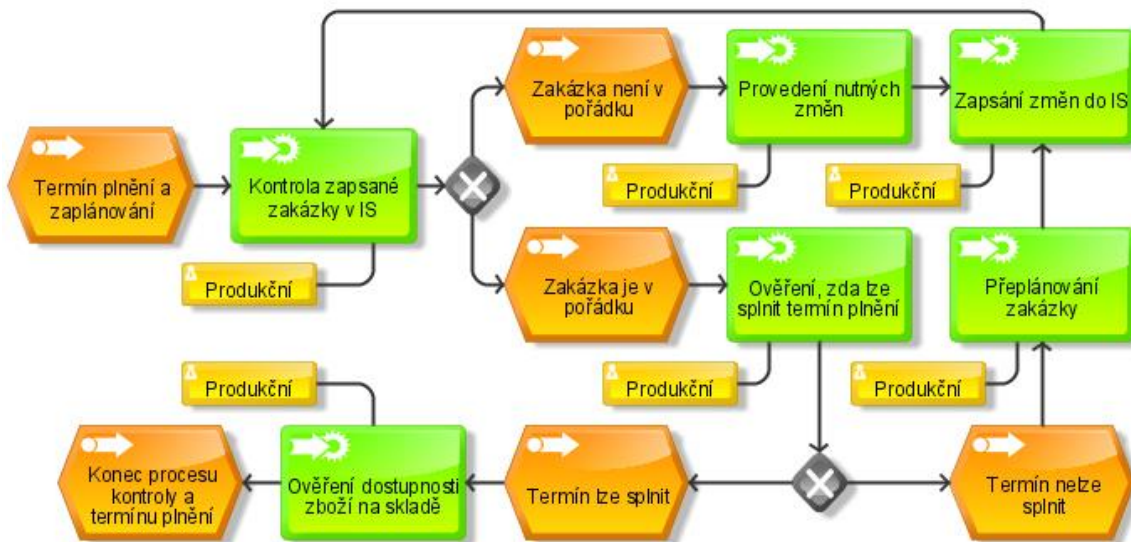 Zakázka není v
pořádku
Provedení nutných
změn
Zapsání změn do IS
Termín plnění a
zaplánování
Kontrola zapsané
zakázky v IS
Produkční
Produkční
Produkční
Zakázka je v
pořádku
Ověření, zda lze
splnit termín plnění
Přeplánování
zakázky
Produkční
Produkční
Produkční
Konec procesu
kontroly a
termínu plnění
Ověření dostupnosti
zboží na skladě
Termín lze splnit
Termín nelze
splnit